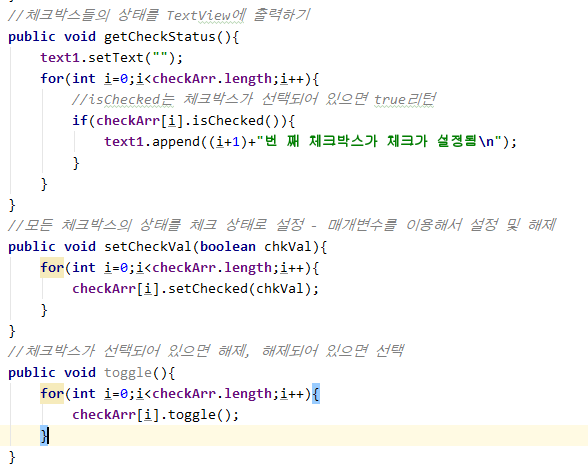 //체크박스들의 상태를 TextView에 출력하기
public void getCheckStatus(){
    text1.setText("");
    for(int i=0;i<checkArr.length;i++){
        //isChecked는 체크박스가 선택되어 있으면 true리턴
        if(checkArr[i].isChecked()){
            text1.append((i+1)+"번 째 체크박스가 체크가 설정됨\n");
        }
    }
}
//모든 체크박스의 상태를 체크 상태로 설정 - 매개변수를 이용해서 설정 및 해제
public void setCheckVal(boolean chkVal){
    for(int i=0;i<checkArr.length;i++){
        checkArr[i].setChecked(chkVal);
    }
}
//체크박스가 선택되어 있으면 해제, 해제되어 있으면 선택
public void toggle(){
    for(int i=0;i<checkArr.length;i++){
        checkArr[i].toggle();
    }
}